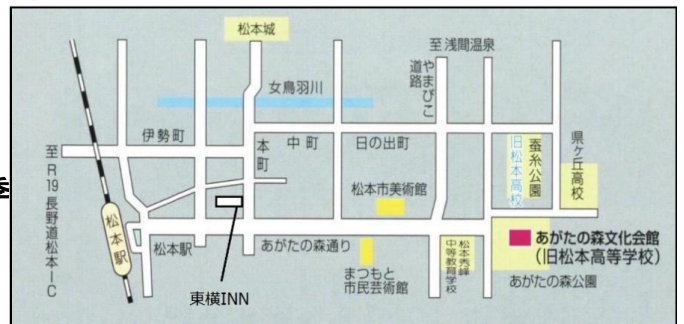 松本城
至浅間温泉
やまびこ
道路
女鳥羽川
伊勢町
本町
中町
日の出町
旧松本高校
蚕糸公園
県ヶ丘高校
至R19長野道松本IC
松本市美術館
松本駅
松本駅
あがたの森通り
まつもと
市民芸術館
松本秀峰
中等教育学校
あがたの森文化会館
(旧松本高等学校)
あがたの森公園
東横INN